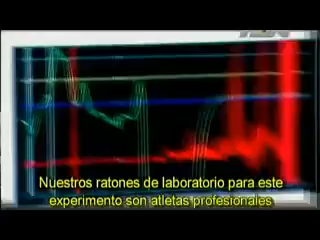 Nuestros ratones de laboratorio para este
experimento son atletas profesionales